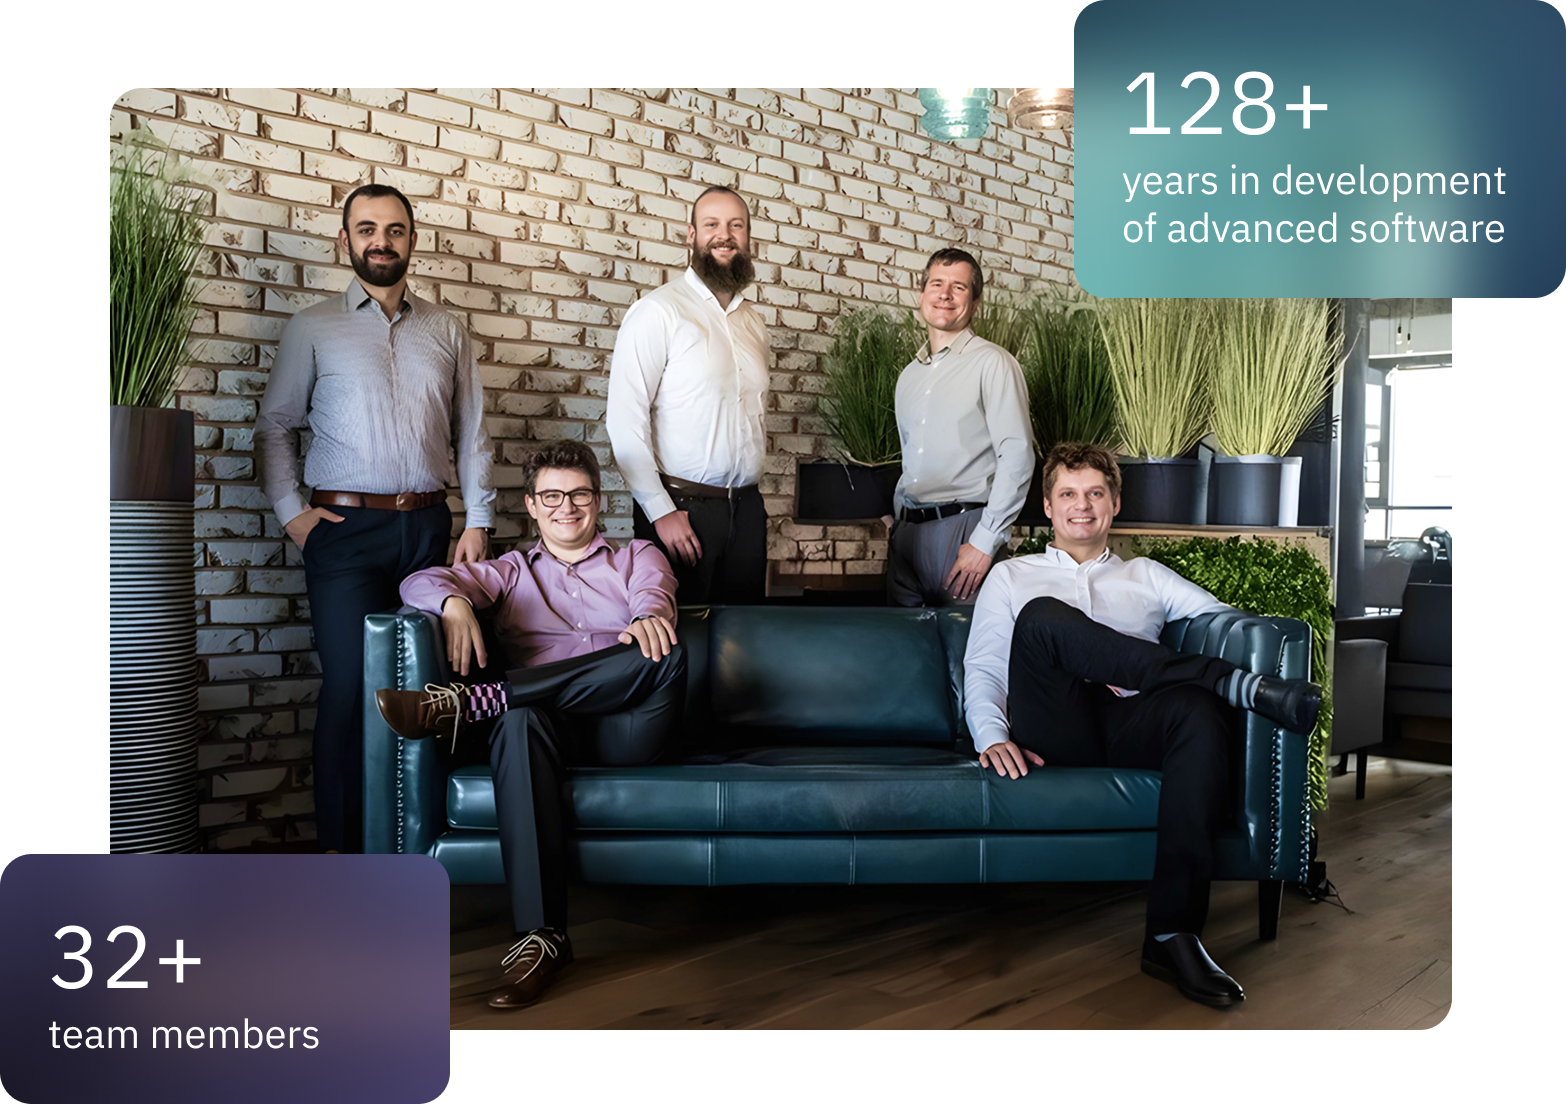 128+
years in development
of advanced software
32+
team members